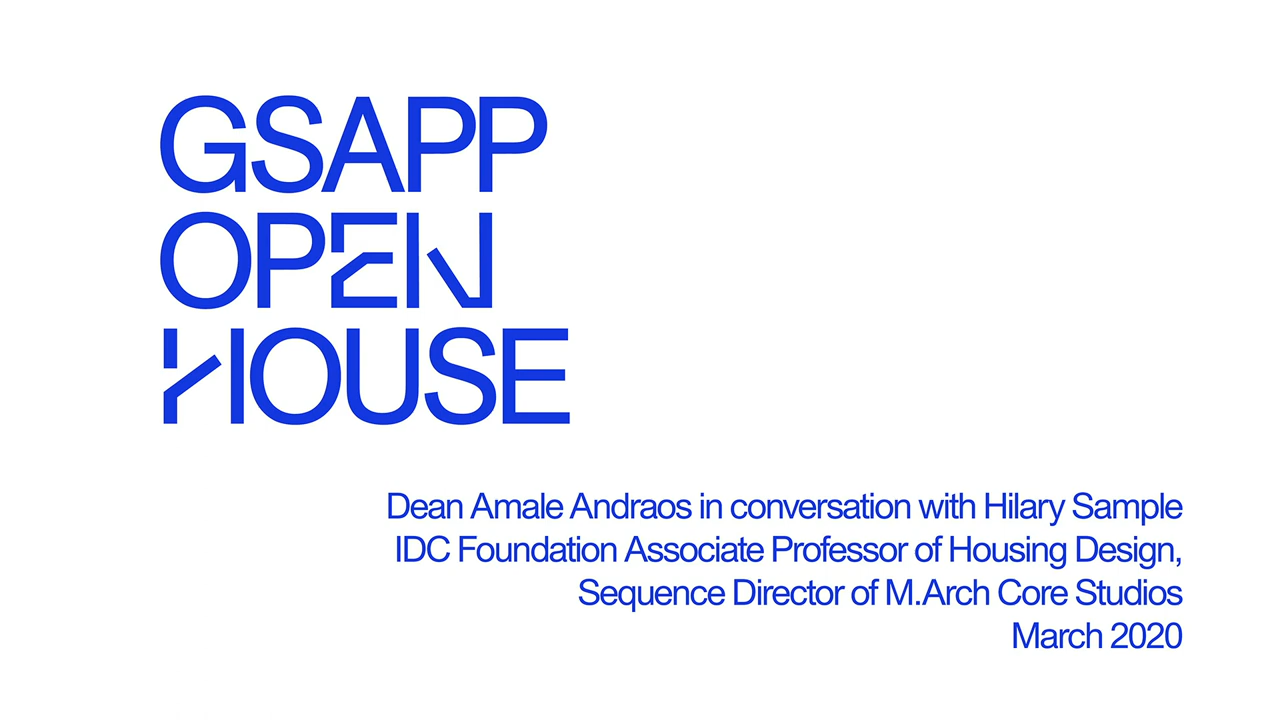 GSAPP
OPEN
HOUSE
Dean Amale Andraos in conversation with Hilary Sample
IDC Foundation Associate Professor of Housing Design,
Sequence Director of M.Arch Core Studios
March 2020